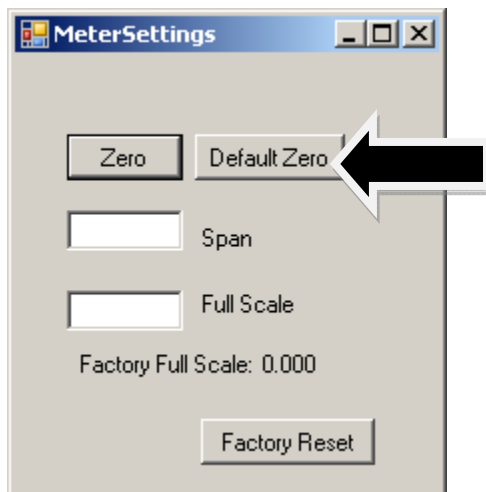 MeterSettings
Zero
Default Zero
Span
Full Scale
Factory Full Scale: 0.000
Factory Reset